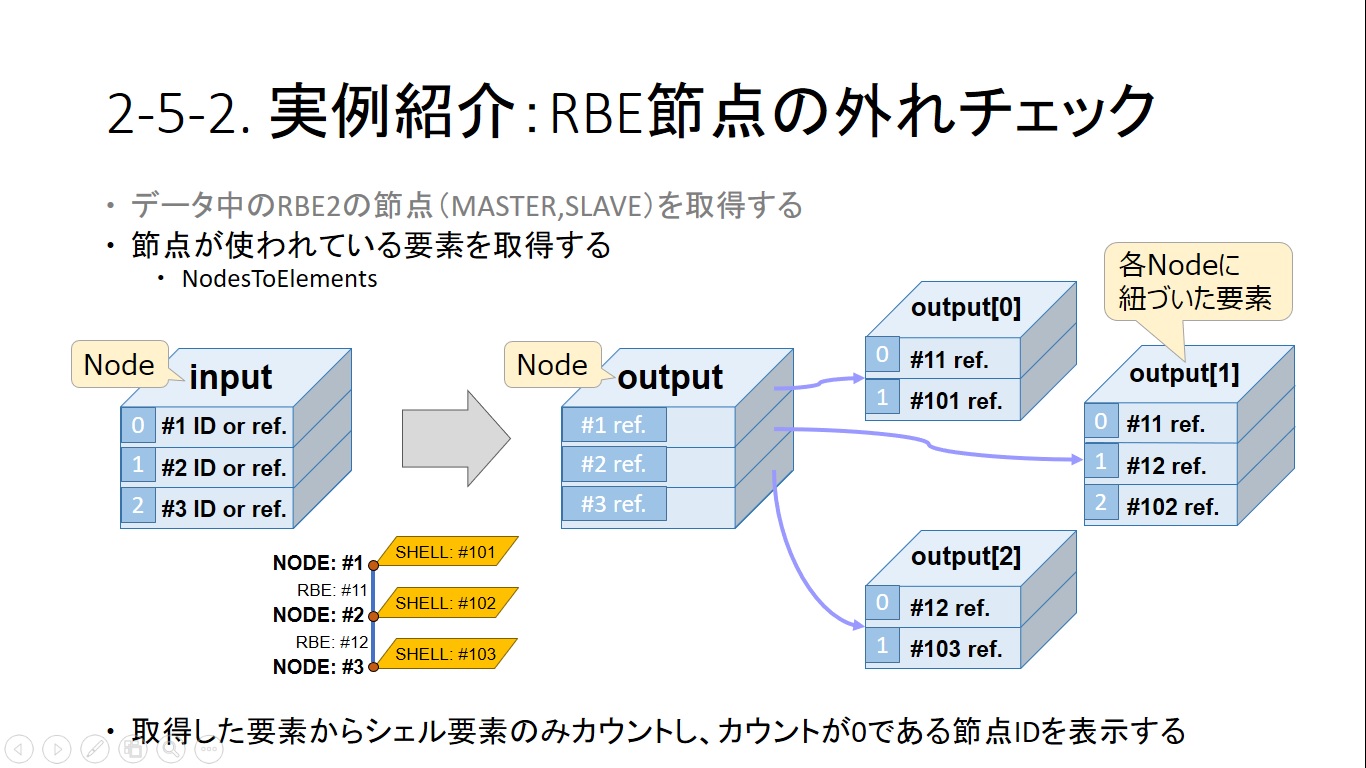 2-5-2. 実例紹介：RBE節点の外れチェック
• データ中のRBE2の節点（MASTER,SLAVE）を取得する
• 節点が使われている要素を取得する
• NodesToElements
各Nodeに
紐づいた要素
Node
input
0 #1 ID or ref.
1 #2 ID or ref.
2 #3 ID or ref.
Node
output
#1 ref.
#2 ref.
#3 ref.
output[0]
0 #11 ref.
1 #101 ref.
output[1]
0 #11 ref.
1 #12 ref.
2 #102 ref.
output[2]
0 #12 ref.
1 #103 ref.
NODE: #1
SHELL: #101
RBE: #11
NODE: #2
SHELL: #102
RBE: #12
NODE: #3
SHELL: #103
• 取得した要素からシェル要素のみカウントし、カウントが0である節点IDを表示する